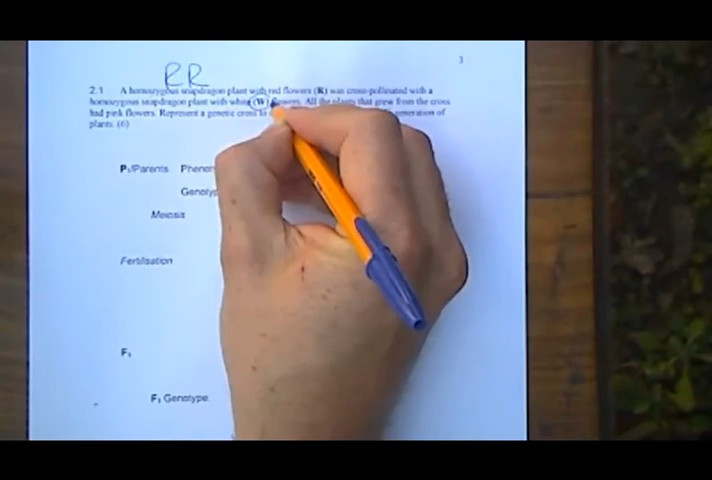 3
RR
2.1 A homozygous snapdragon plant with red flowers (R) was cross-pollinated with a
homozygous snapdragon plant with white (W) flowers. All the plants that grew from the cross
had pink flowers. Represent a genetic cross to generation of
plants. (6)
P₁/Parents
Meiosis
Fertilisation
F₁
F₁ Genotype: